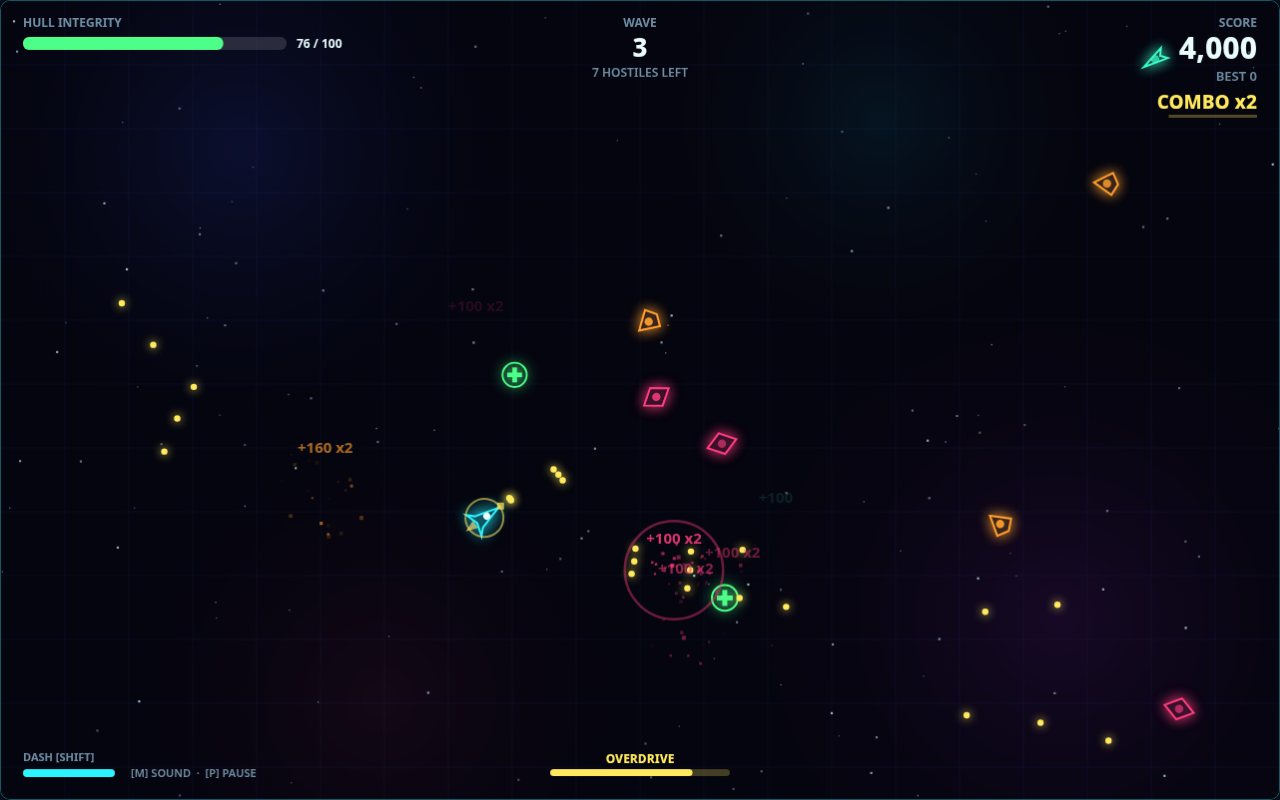 HULL INTEGRITY
76 / 100
WAVE
3
7 HOSTILES LEFT
SCORE
4,000
BEST 0
COMBO x2
+100 x2
+160 x2
+100
+100 x2
+100 x2
+100 x2
DASH [SHIFT]
[M] SOUND · [P] PAUSE
OVERDRIVE